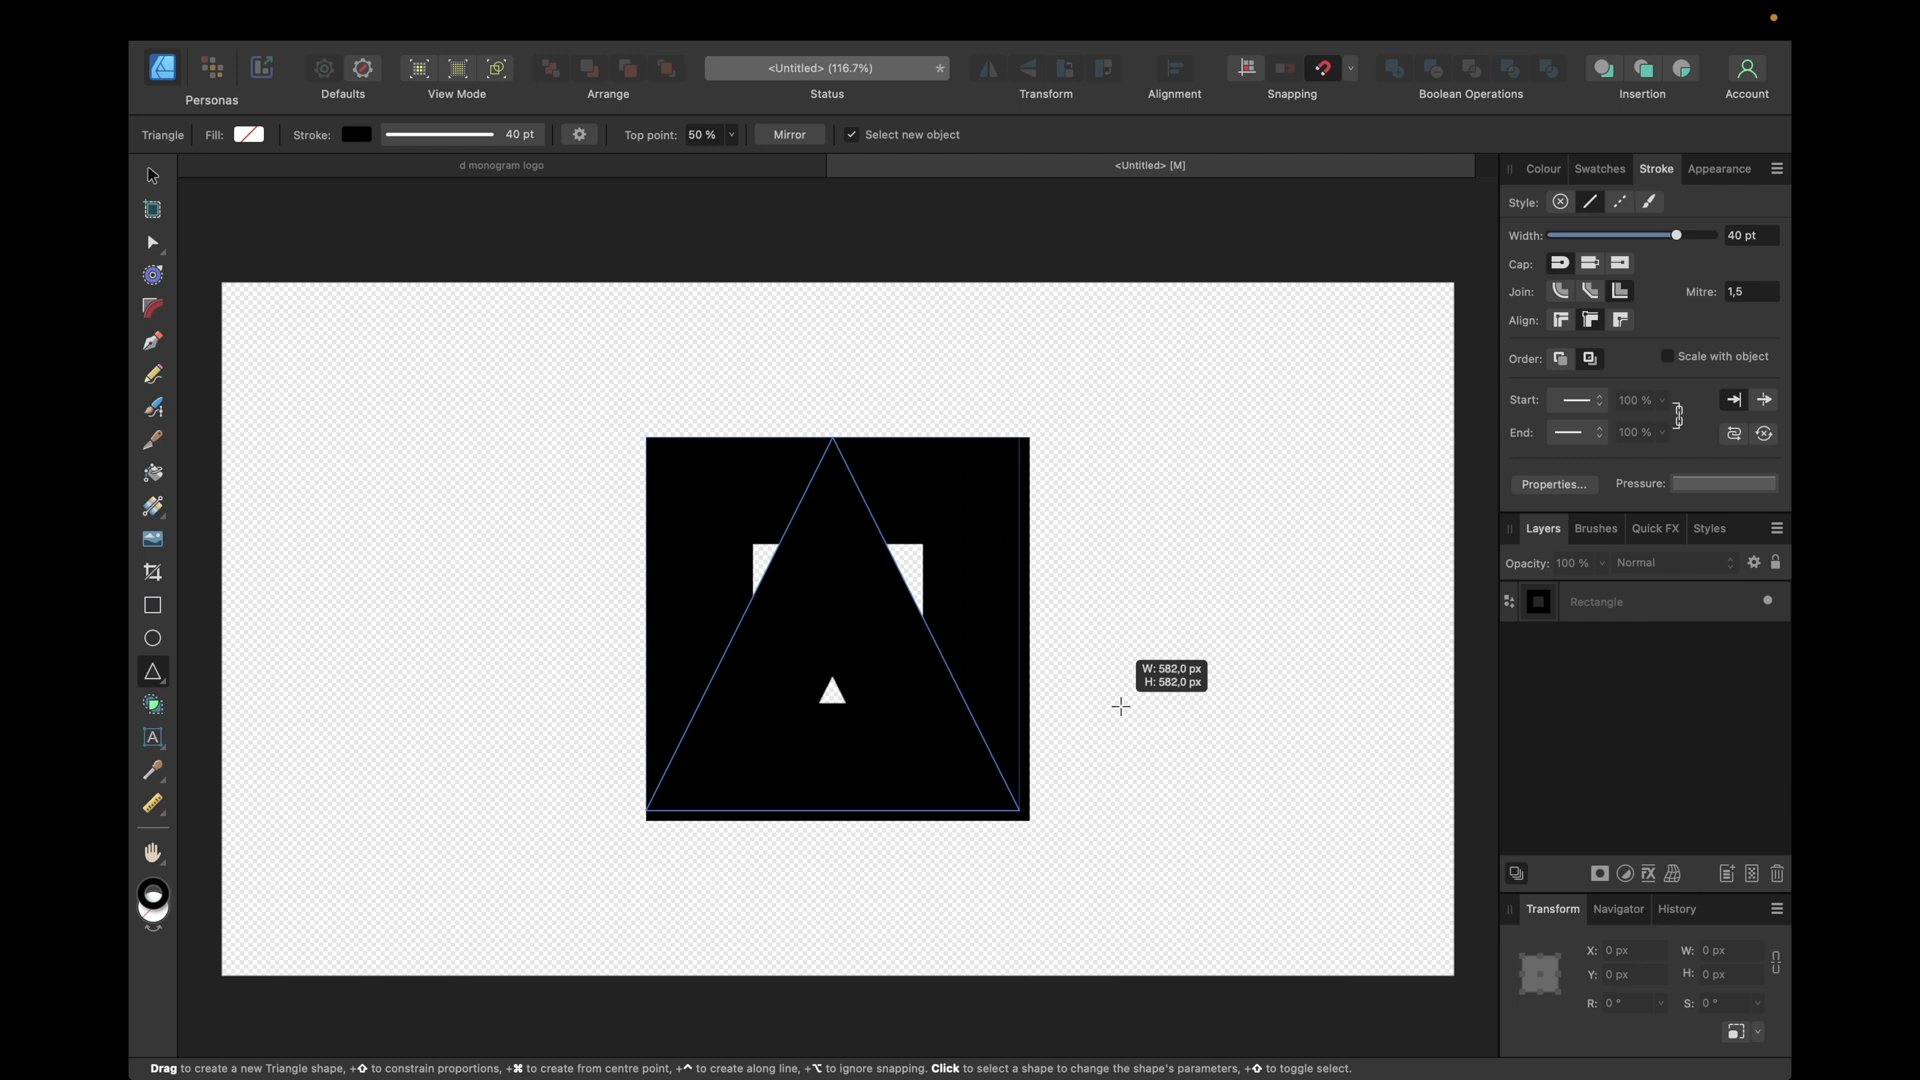 <Untitled> (116.7%)
*
Personas
Defaults
View Mode
Arrange
Status
Transform
Alignment
Snapping
Boolean Operations
Insertion
Account
Triangle
Fill:
Stroke:
40 pt
Top point:
50 %
Mirror
Select new object
d monogram logo
<Untitled> [M]
Colour
Swatches
Stroke
Appearance
Style:
Width:
40 pt
Cap:
Join:
Mitre:
1,5
Align:
Order:
Scale with object
Start:
100 %
End:
100 %
Properties...
Pressure:
Layers
Brushes
Quick FX
Styles
Opacity:
100 %
Normal
Rectangle
W: 582,0 px
H: 582,0 px
A
FX
Transform
Navigator
History
X: 0 px
W: 0 px
Y: 0 px
H: 0 px
R: 0 °
S: 0 °
Drag to create a new Triangle shape, +⇧ to constrain proportions, +⌘ to create from centre point, +⌃ to create along line, +⌥ to ignore snapping. Click to select a shape to change the shape's parameters, +⇧ to toggle select.